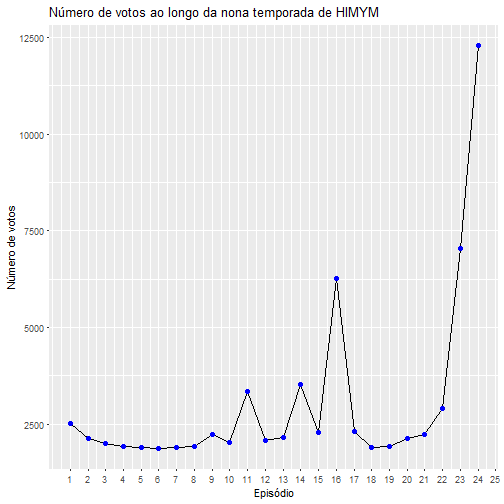 Número de votos ao longo da nona temporada de HIMYM
12500
10000
7500
5000
2500
Número de votos
1 2 3 4 5 6 7 8 9 10 11 12 13 14 15 16 17 18 19 20 21 22 23 24 25
Episódio